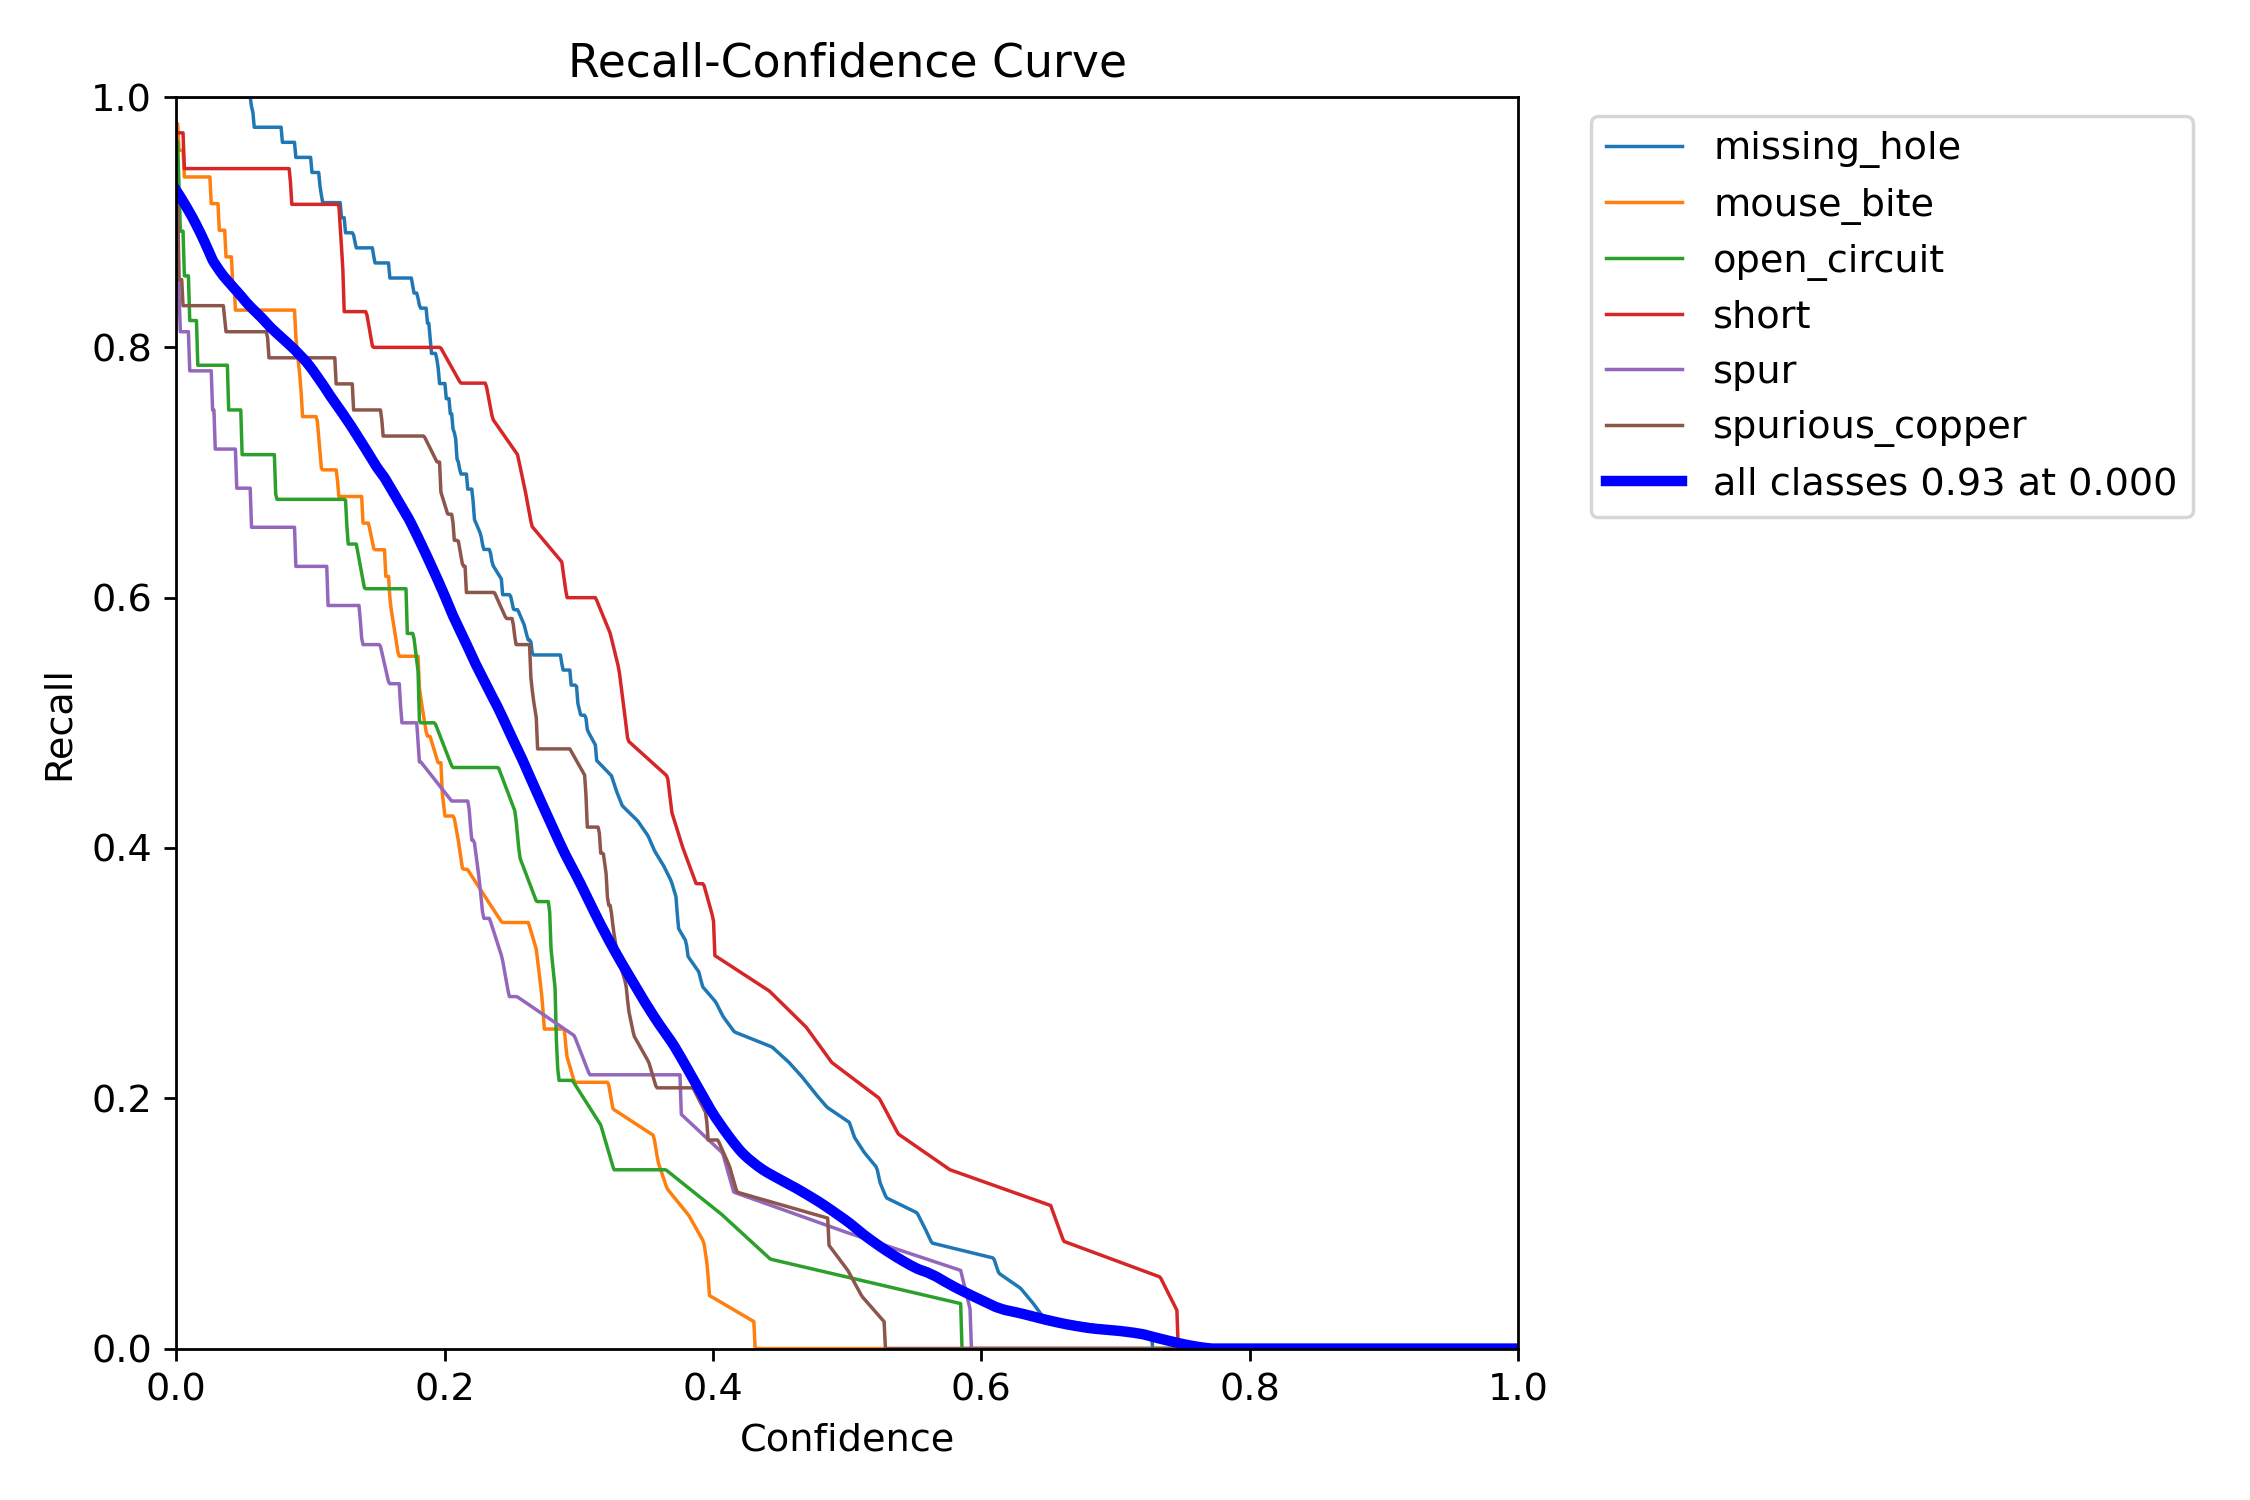 Recall-Confidence Curve
1.0
0.8
0.6
0.4
0.2
0.0
Recall
0.0 0.2 0.4 0.6 0.8 1.0
Confidence
missing_hole
mouse_bite
open_circuit
short
spur
spurious_copper
all classes 0.93 at 0.000